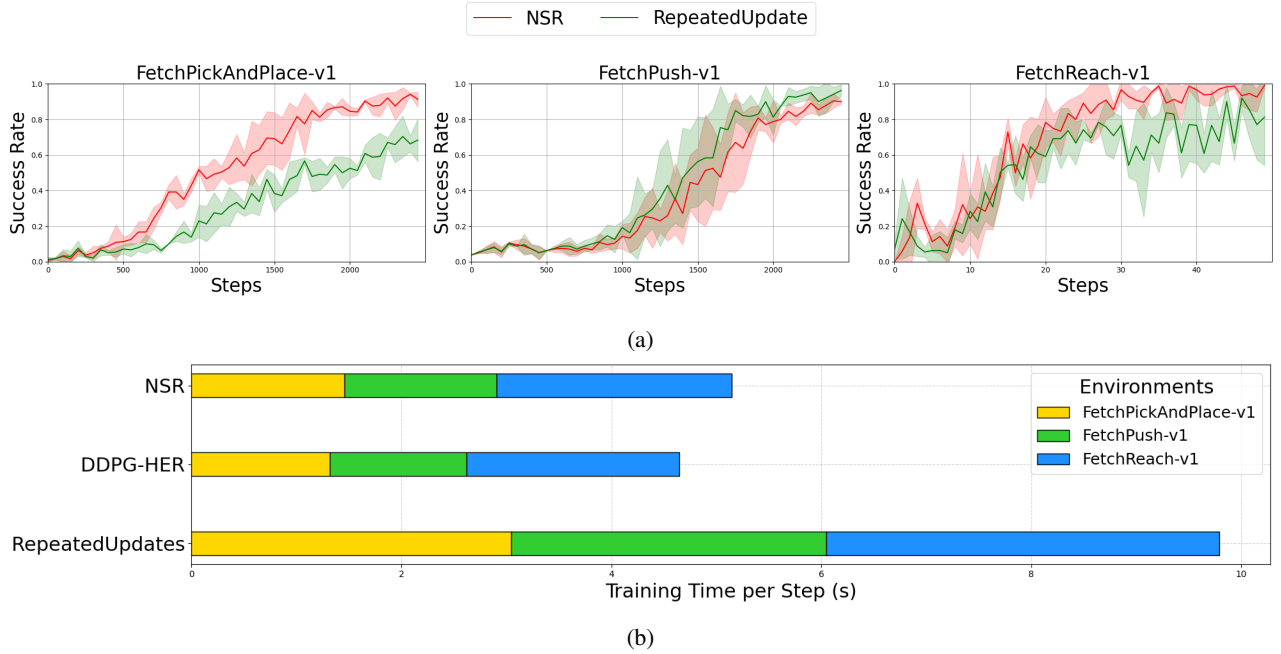 NSR RepeatedUpdate
FetchPickAndPlace-v1
Success Rate
1.0
0.8
0.6
0.4
0.2
0.0
0 500 1000 1500 2000
Steps
FetchPush-v1
Success Rate
1.0
0.8
0.6
0.4
0.2
0.0
0 500 1000 1500 2000
Steps
FetchReach-v1
Success Rate
1.0
0.8
0.6
0.4
0.2
0.0
0 10 20 30 40
Steps
(a)
NSR
DDPG-HER
RepeatedUpdates
Environments
FetchPickAndPlace-v1
FetchPush-v1
FetchReach-v1
0 2 4 6 8 10
Training Time per Step (s)
(b)